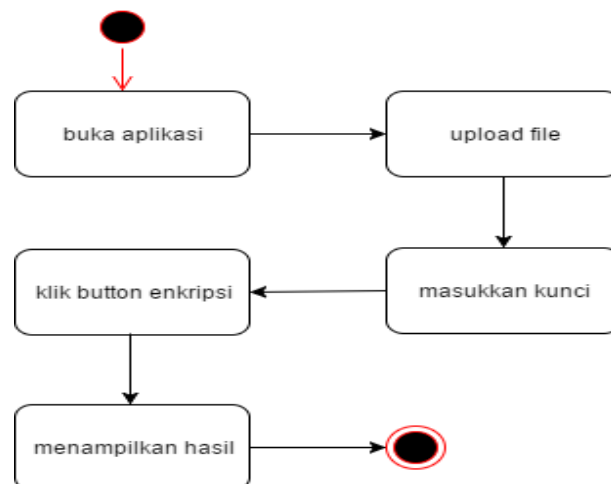 buka aplikasi
upload file
masukkan kunci
klik button enkripsi
menampilkan hasil